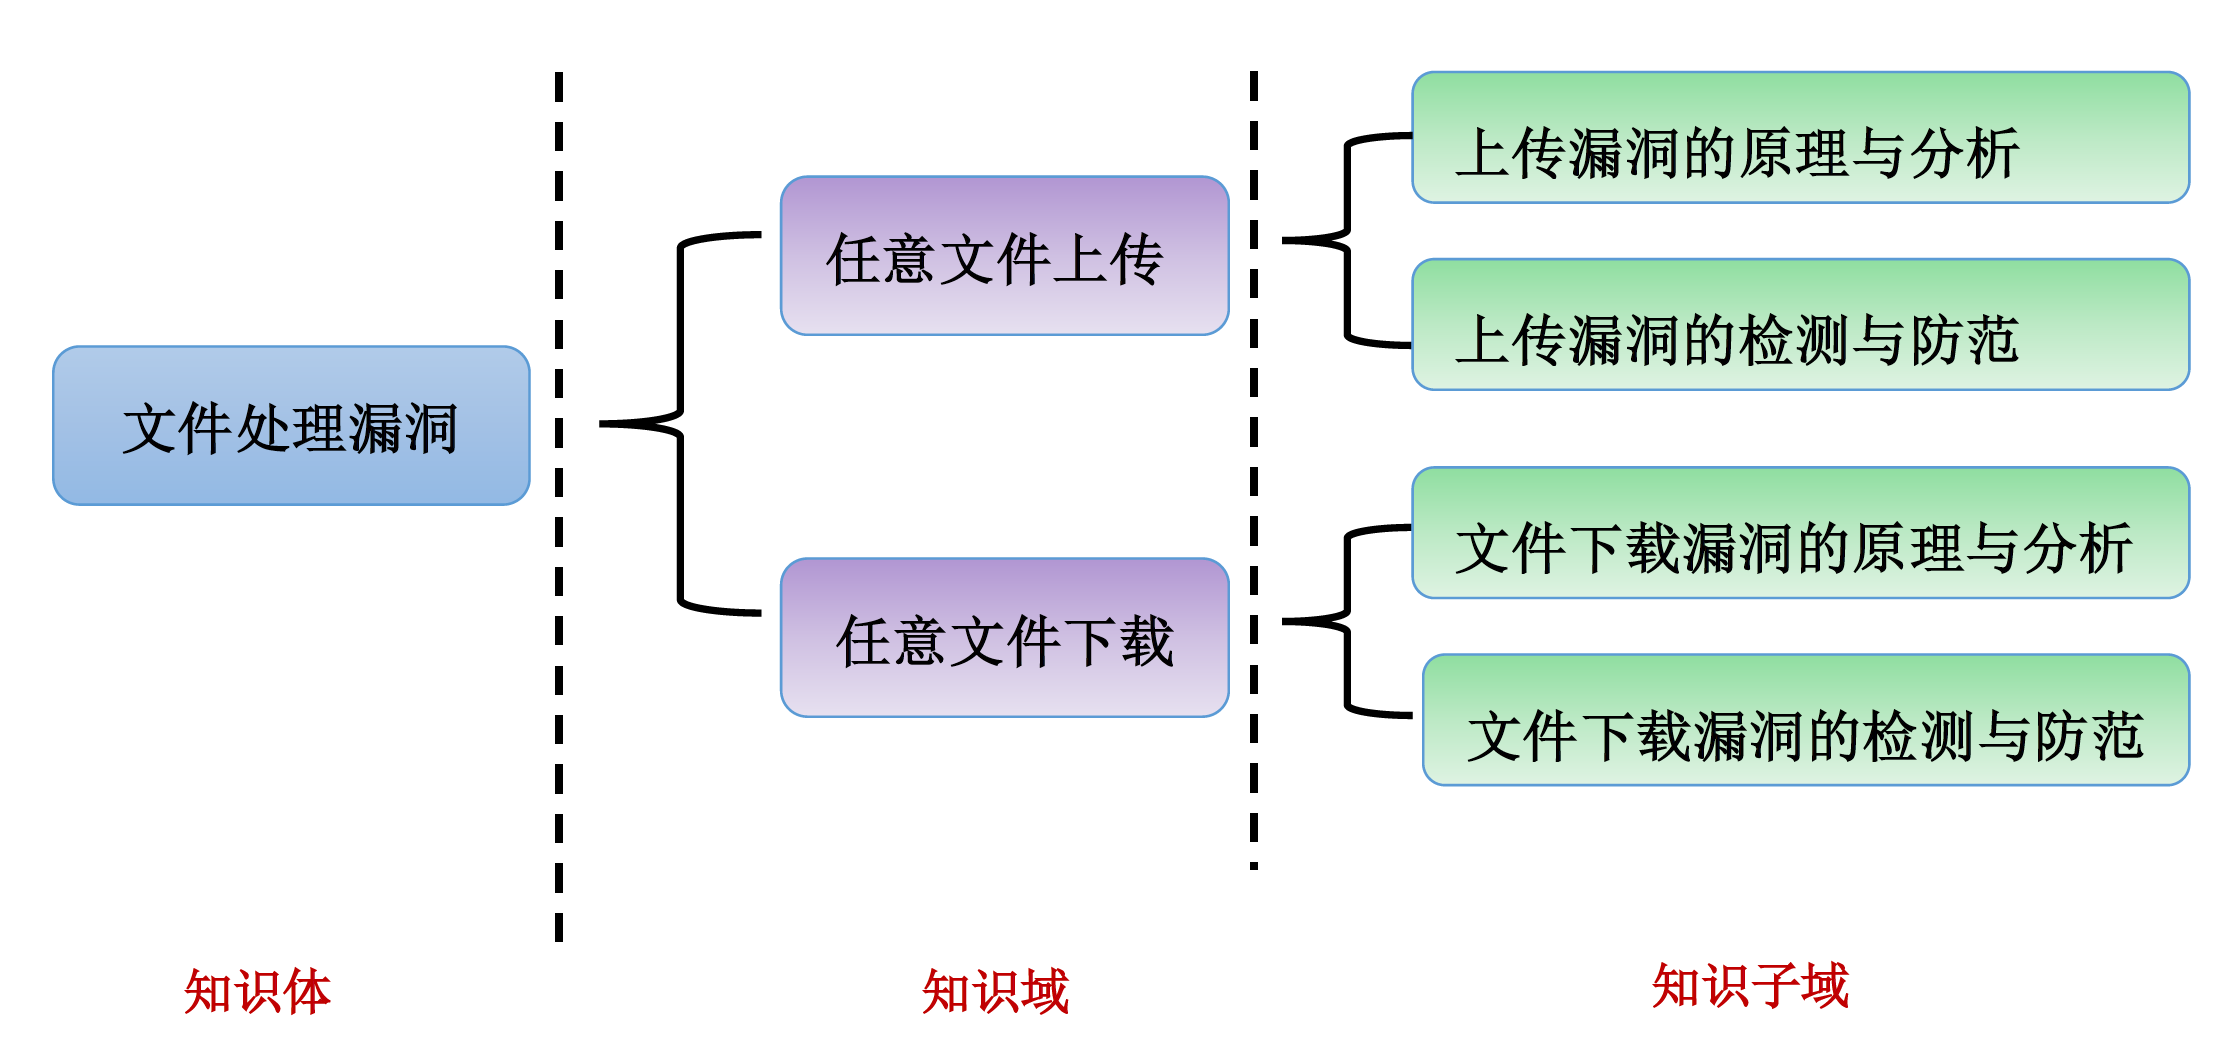 文件处理漏洞
任意文件上传
任意文件下载
上传漏洞的原理与分析
上传漏洞的检测与防范
文件下载漏洞的原理与分析
文件下载漏洞的检测与防范
知识体
知识域
知识子域